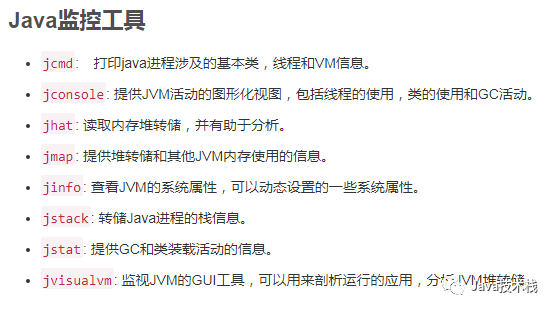 Java监控工具
jcmd： 打印java进程涉及的基本类，线程和VM信息。
jconsole：提供JVM活动的图形化视图，包括线程的使用，类的使用和GC活动。
jhat：读取内存堆转储，并有助于分析。
jmap：提供堆转储和其他JVM内存使用的信息。
jinfo：查看JVM的系统属性，可以动态设置的一些系统属性。
jstack：转储Java进程的栈信息。
jstat：提供GC和类装载活动的信息。
jvisualvm：监视JVM的GUI工具，可以用来剖析运行的应用，分析JVM堆转储
Java技术栈